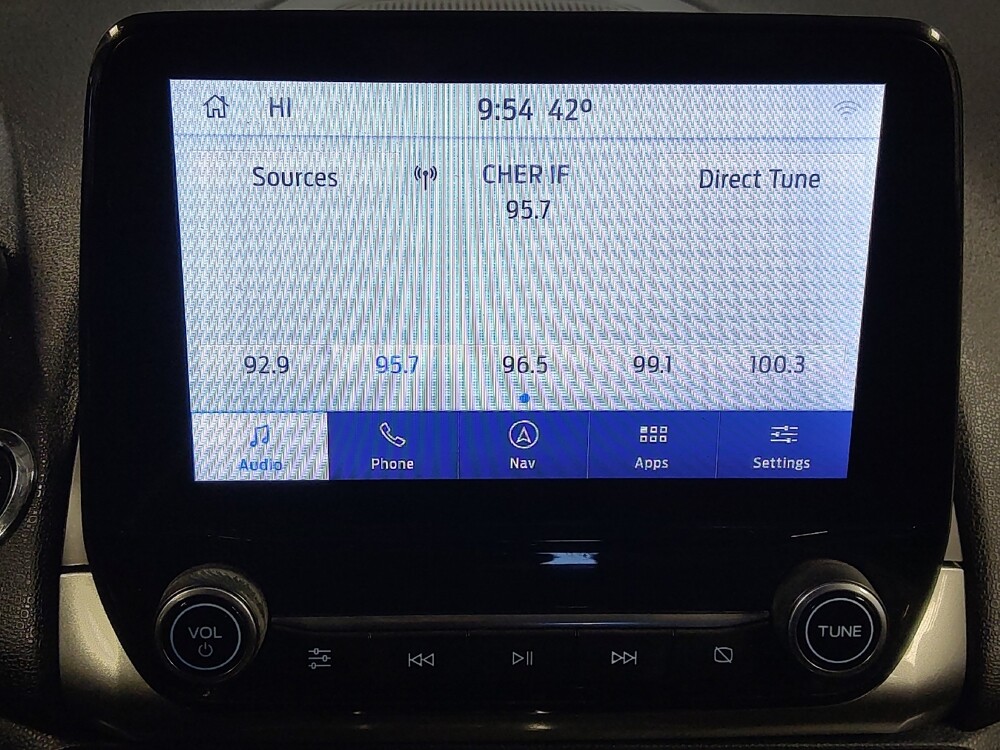 HI 9:54 42°
Sources CHER IF Direct Tune
95.7
92.9 95.7 96.5 99.1 100.3
Audio Phone Nav Apps Settings
VOL TUNE